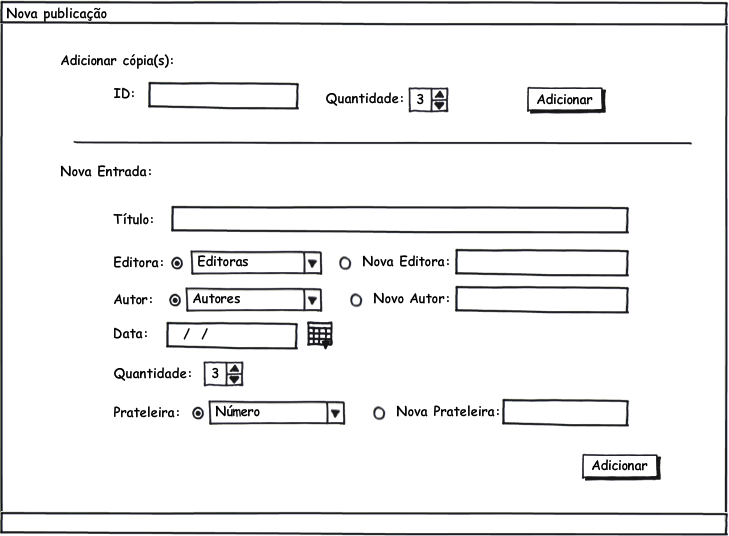 Nova publicação
Adicionar cópia(s):
ID: Quantidade: 3 Adicionar
Nova Entrada:
Título:
Editora: Editoras Nova Editora:
Autor: Autores Novo Autor:
Data: / /
Quantidade: 3
Prateleira: Número Nova Prateleira:
Adicionar